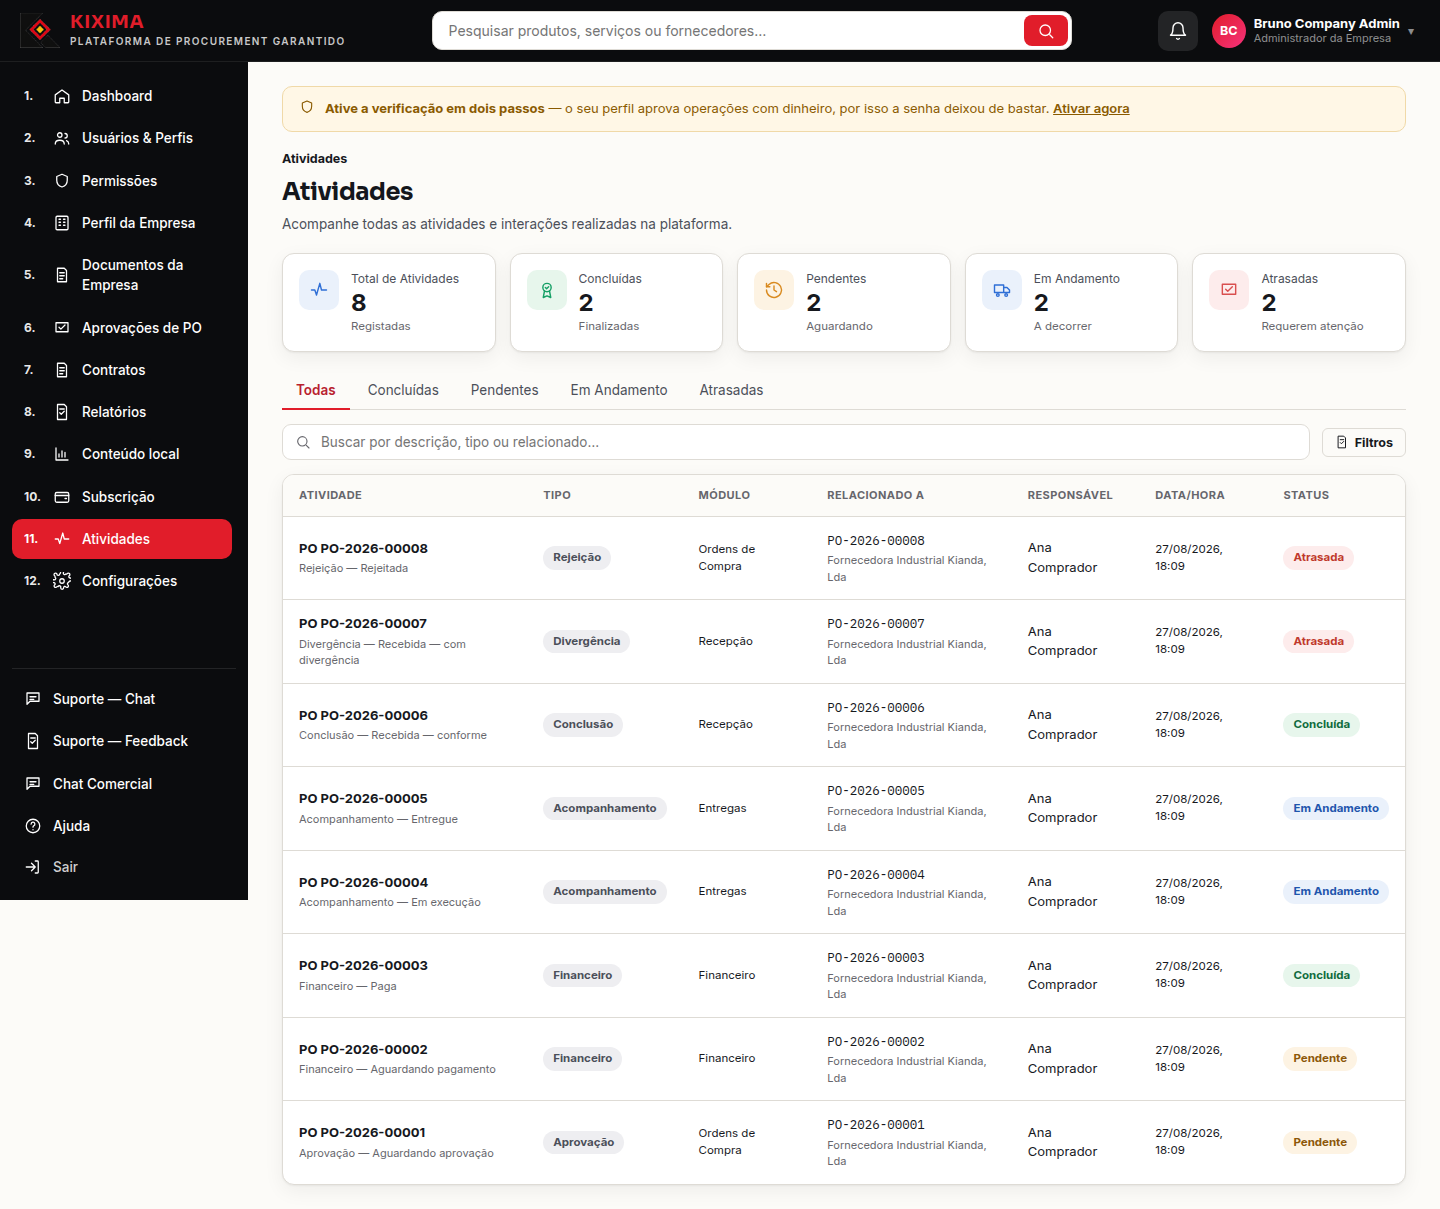 KIXIMA
PLATAFORMA DE PROCUREMENT GARANTIDO
Pesquisar produtos, serviços ou fornecedores...
BC
Bruno Company Admin
Administrador da Empresa
1. Dashboard
2. Usuários & Perfis
3. Permissões
4. Perfil da Empresa
5. Documentos da
Empresa
6. Aprovações de PO
7. Contratos
8. Relatórios
9. Conteúdo local
10. Subscrição
11. Atividades
12. Configurações
Suporte — Chat
Suporte — Feedback
Chat Comercial
Ajuda
Sair
Ative a verificação em dois passos — o seu perfil aprova operações com dinheiro, por isso a senha deixou de bastar. Ativar agora
Atividades
Atividades
Acompanhe todas as atividades e interações realizadas na plataforma.
Total de Atividades
8
Registadas
Concluídas
2
Finalizadas
Pendentes
2
Aguardando
Em Andamento
2
A decorrer
Atrasadas
2
Requerem atenção
Todas Concluídas Pendentes Em Andamento Atrasadas
Buscar por descrição, tipo ou relacionado...
Filtros
ATIVIDADE TIPO MÓDULO RELACIONADO A RESPONSÁVEL DATA/HORA STATUS
PO PO-2026-00008
Rejeição — Rejeitada
Rejeição
Ordens de
Compra
PO-2026-00008
Fornecedora Industrial Kianda,
Lda
Ana
Comprador
27/08/2026,
18:09
Atrasada
PO PO-2026-00007
Divergência — Recebida — com
divergência
Divergência
Recepção
PO-2026-00007
Fornecedora Industrial Kianda,
Lda
Ana
Comprador
27/08/2026,
18:09
Atrasada
PO PO-2026-00006
Conclusão — Recebida — conforme
Conclusão
Recepção
PO-2026-00006
Fornecedora Industrial Kianda,
Lda
Ana
Comprador
27/08/2026,
18:09
Concluída
PO PO-2026-00005
Acompanhamento — Entregue
Acompanhamento
Entregas
PO-2026-00005
Fornecedora Industrial Kianda,
Lda
Ana
Comprador
27/08/2026,
18:09
Em Andamento
PO PO-2026-00004
Acompanhamento — Em execução
Acompanhamento
Entregas
PO-2026-00004
Fornecedora Industrial Kianda,
Lda
Ana
Comprador
27/08/2026,
18:09
Em Andamento
PO PO-2026-00003
Financeiro — Paga
Financeiro
Financeiro
PO-2026-00003
Fornecedora Industrial Kianda,
Lda
Ana
Comprador
27/08/2026,
18:09
Concluída
PO PO-2026-00002
Financeiro — Aguardando pagamento
Financeiro
Financeiro
PO-2026-00002
Fornecedora Industrial Kianda,
Lda
Ana
Comprador
27/08/2026,
18:09
Pendente
PO PO-2026-00001
Aprovação — Aguardando aprovação
Aprovação
Ordens de
Compra
PO-2026-00001
Fornecedora Industrial Kianda,
Lda
Ana
Comprador
27/08/2026,
18:09
Pendente